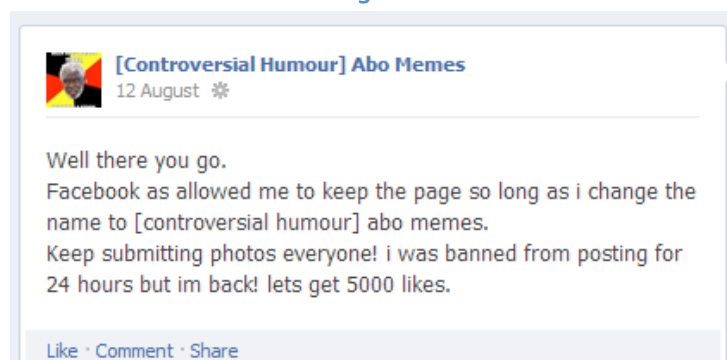 [Controversial Humour] Abo Memes
12 August
Well there you go.
Facebook as allowed me to keep the page so long as i change the
name to [controversial humour] abo memes.
Keep submitting photos everyone! i was banned from posting for
24 hours but im back! lets get 5000 likes.
Like · Comment · Share